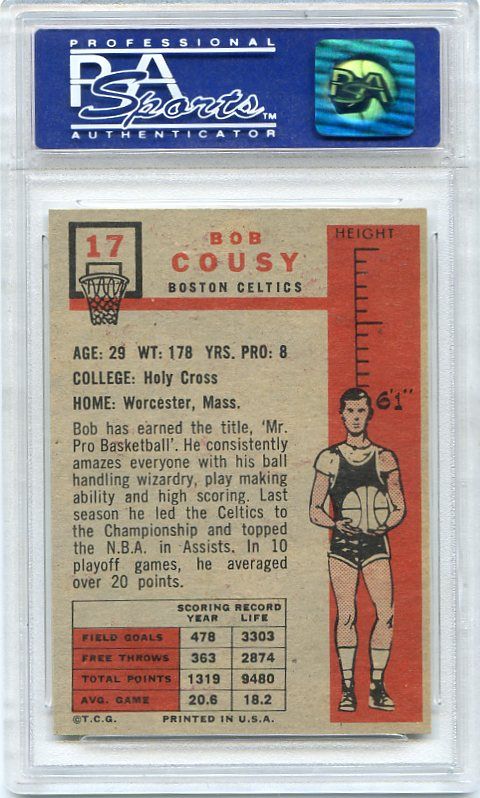 PROFESSIONAL
PSA
Sports™
AUTHENTICATOR
PSA
17
BOB
COUSY
BOSTON CELTICS
HEIGHT
6'1"
AGE: 29 WT: 178 YRS. PRO: 8
COLLEGE: Holy Cross
HOME: Worcester, Mass.
Bob has earned the title, 'Mr.
Pro Basketball'. He consistently
amazes everyone with his ball
handling wizardry, play making
ability and high scoring. Last
season he led the Celtics to
the Championship and topped
the N.B.A. in Assists. In 10
playoff games, he averaged
over 20 points.
SCORING RECORD
YEAR LIFE
FIELD GOALS 478 3303
FREE THROWS 363 2874
TOTAL POINTS 1319 9480
AVG. GAME 20.6 18.2
©T.C.G. PRINTED IN U.S.A.